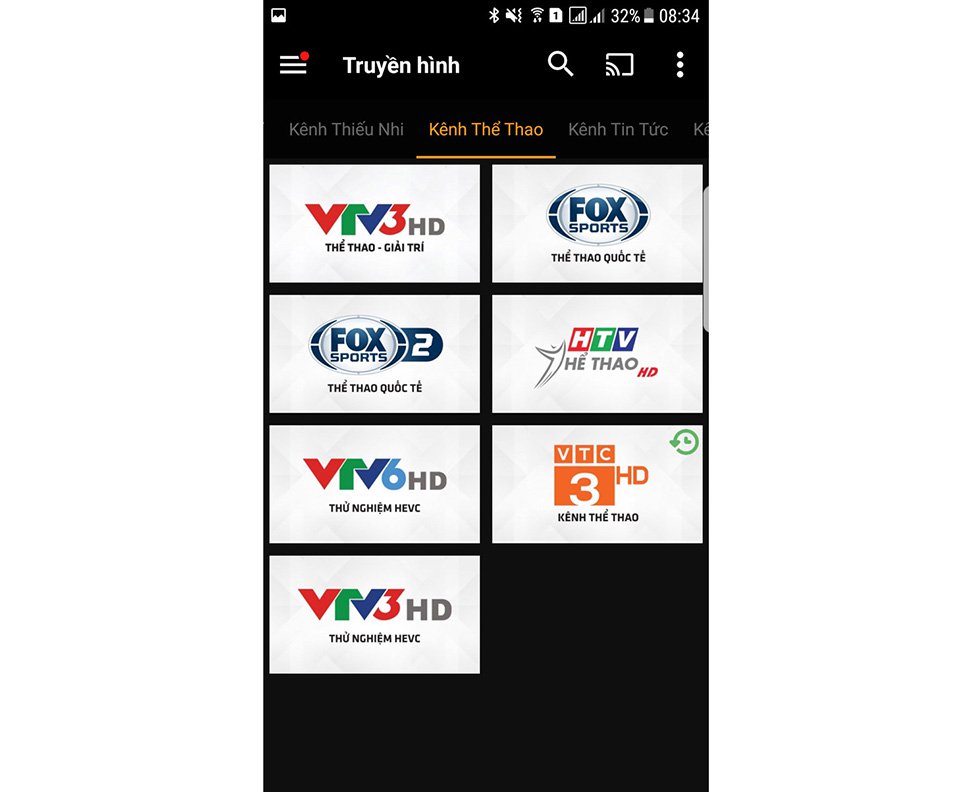 1 32% 08:34
Truyền hình
Kênh Thiếu Nhi Kênh Thể Thao Kênh Tin Tức Kê
VTV3 HD
THỂ THAO - GIẢI TRÍ
FOX
SPORTS
THỂ THAO QUỐC TẾ
FOX
SPORTS 2
THỂ THAO QUỐC TẾ
HTV
THỂ THAO HD
VTV6 HD
THỬ NGHIỆM HEVC
VTC
3 HD
KÊNH THỂ THAO
VTV3 HD
THỬ NGHIỆM HEVC